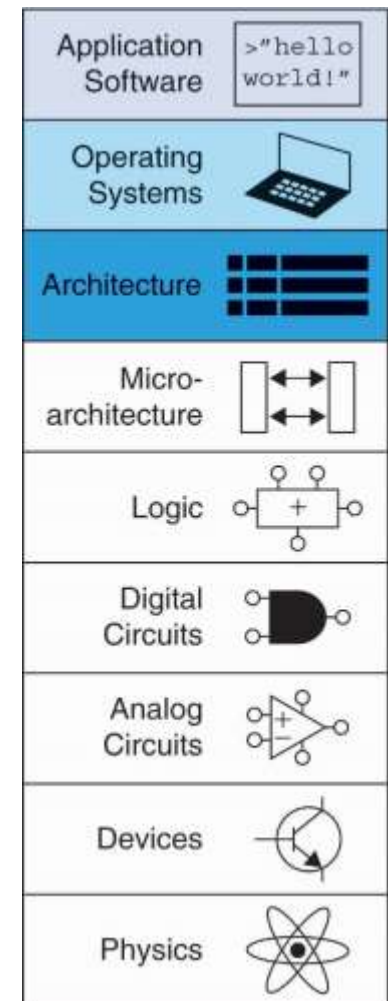 Application
Software
>"hello
world!"
Operating
Systems
Architecture
Micro-
architecture
Logic
+
Digital
Circuits
Analog
Circuits
+
−
Devices
Physics